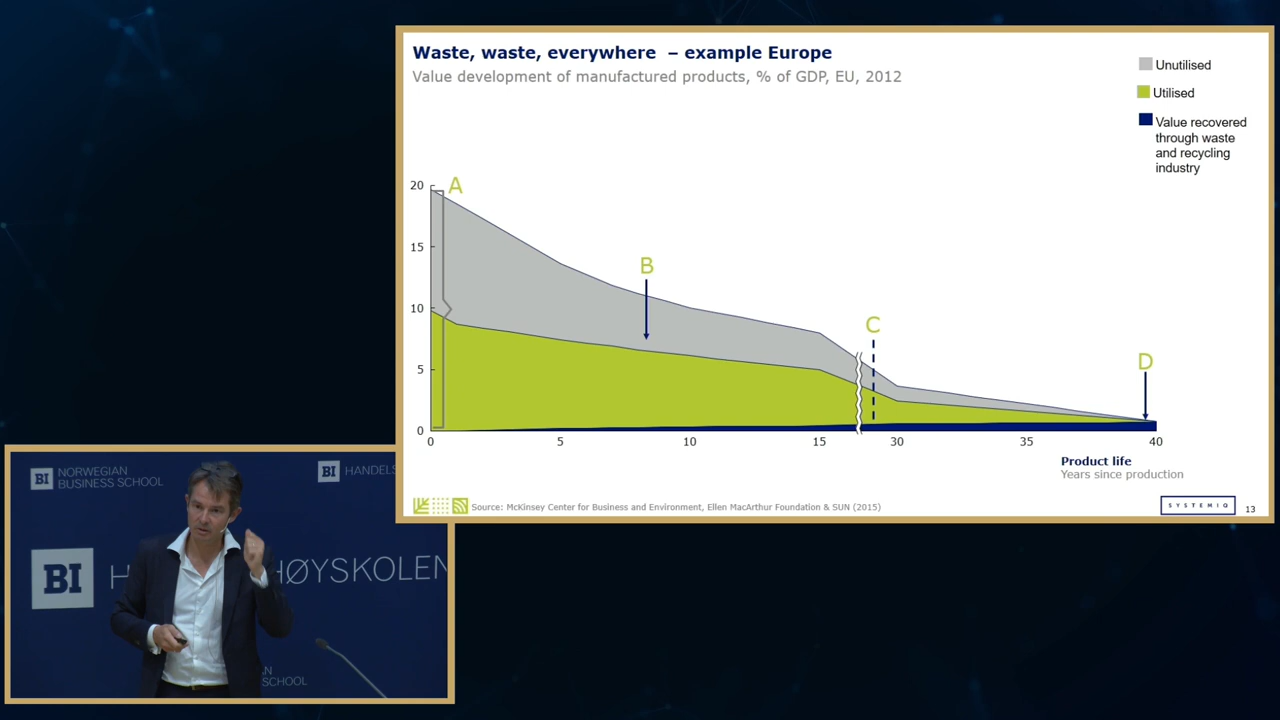 Waste, waste, everywhere – example Europe
Value development of manufactured products, % of GDP, EU, 2012
Unutilised
Utilised
Value recovered
through waste
and recycling
industry
20
A
15
B
10
C
5
D
0
0 5 10 15 30 35 40
Product life
Years since production
Source: McKinsey Center for Business and Environment, Ellen MacArthur Foundation & SUN (2015)
SYSTEMIQ
13
BI NORWEGIAN
BUSINESS SCHOOL
BI HANDELS
BI H HØYSKOLEN
N
SCHOOL